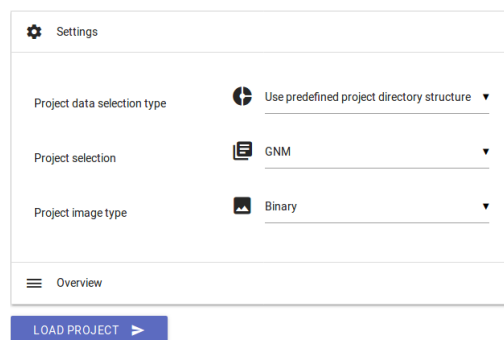 Settings
Project data selection type
Use predefined project directory structure
Project selection
GNM
Project image type
Binary
Overview
LOAD PROJECT